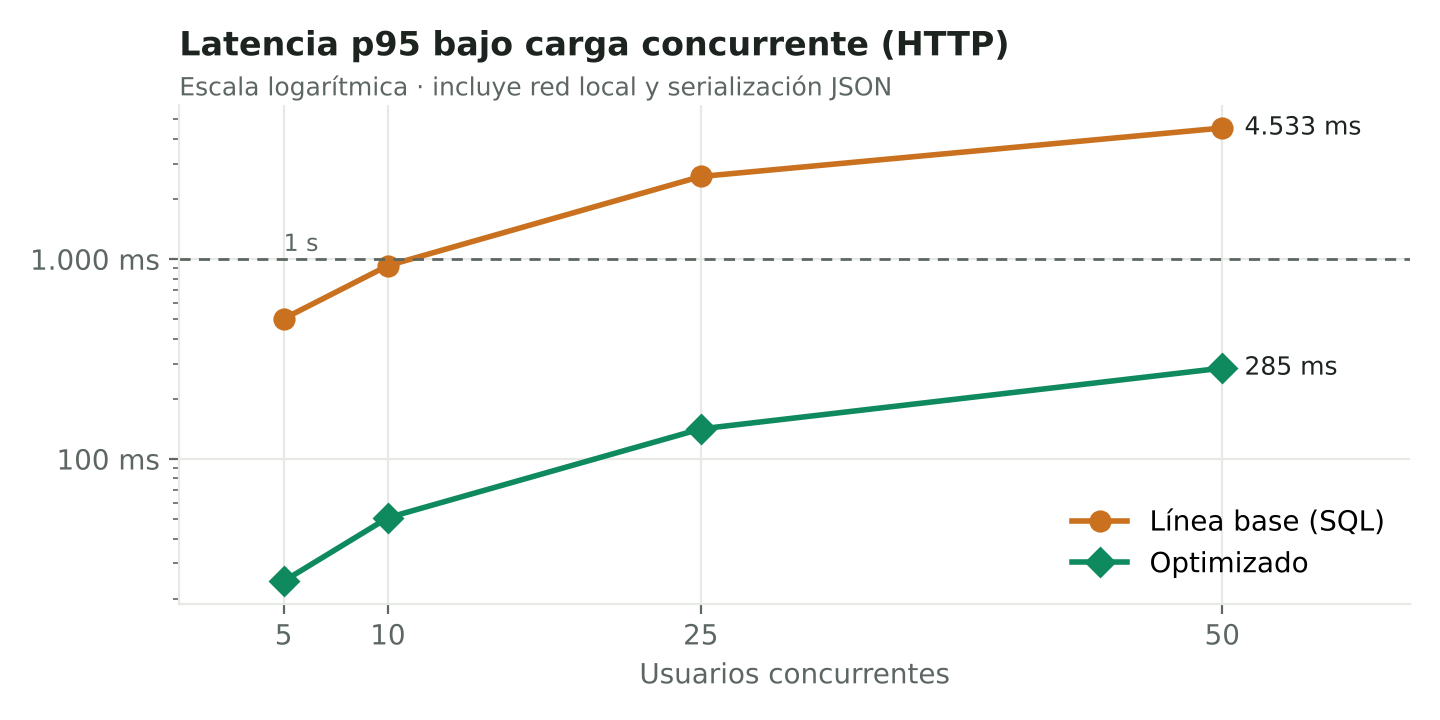 Latencia p95 bajo carga concurrente (HTTP)
Escala logarítmica · incluye red local y serialización JSON
4.533 ms
1 s
1.000 ms
285 ms
100 ms
Línea base (SQL)
Optimizado
5 10 25 50
Usuarios concurrentes